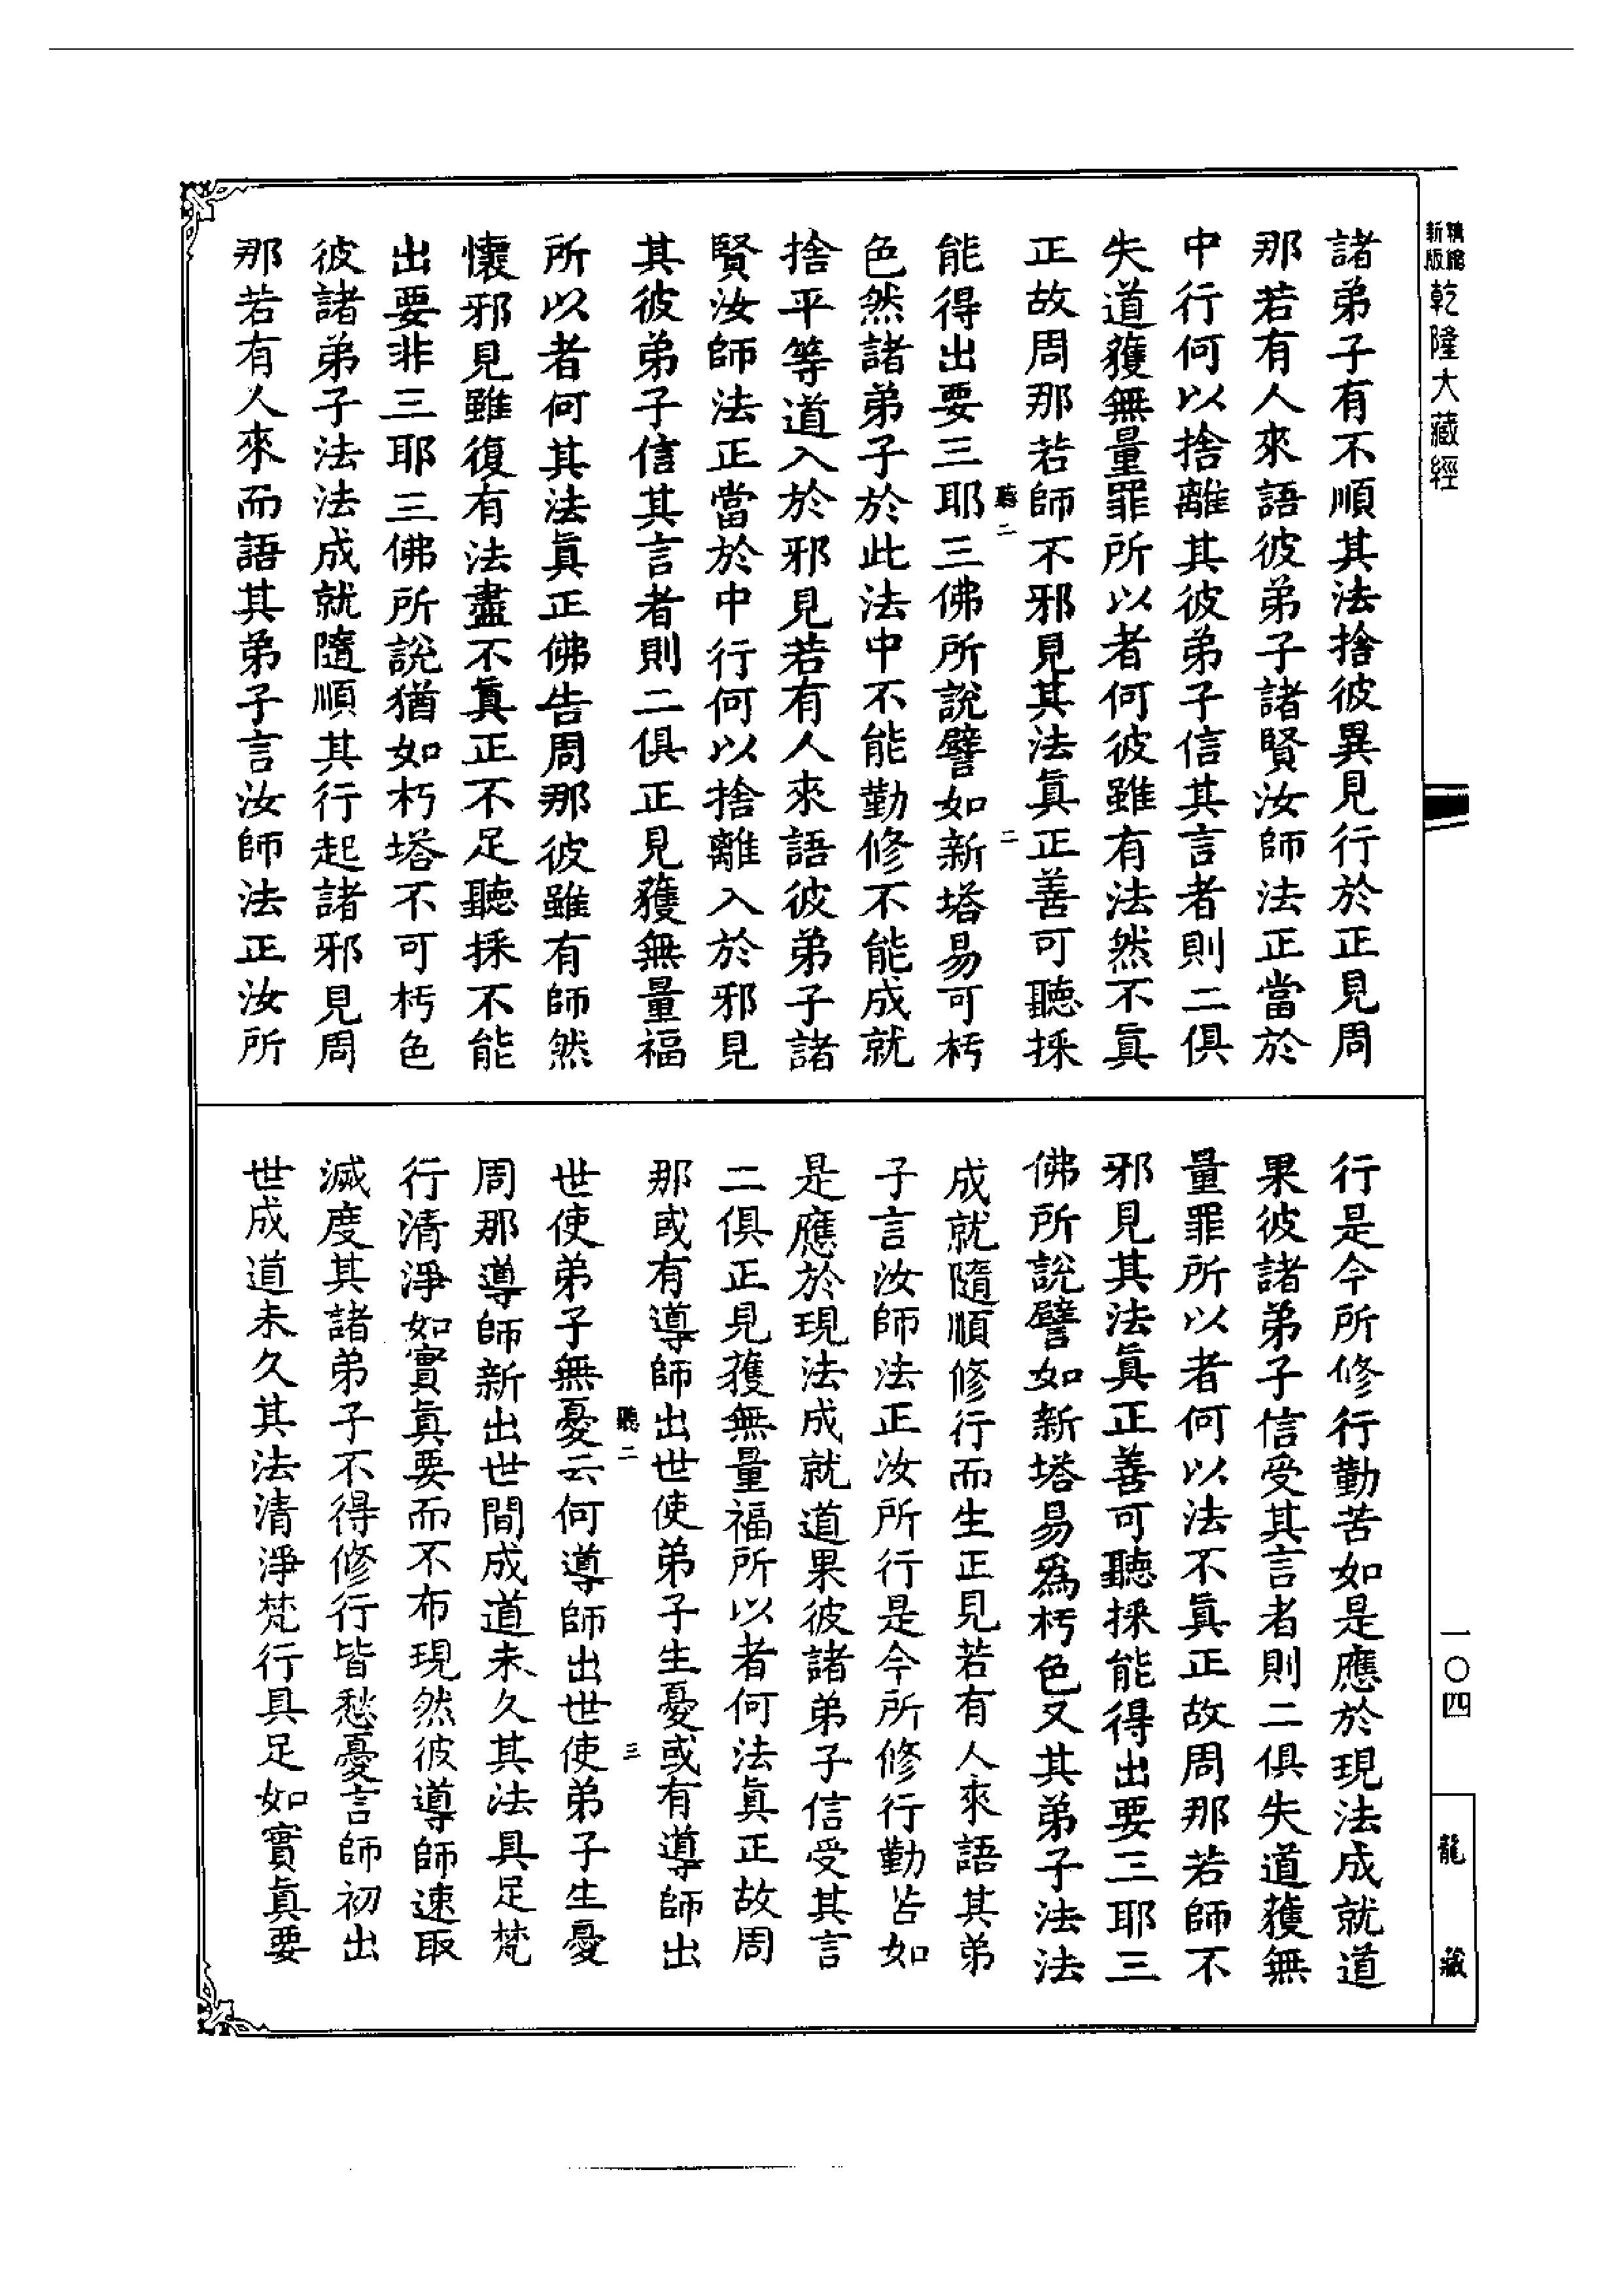 精縮新版乾隆大藏經
諸弟子有不順其法捨彼異見行於正見周
那若有人來語彼弟子諸賢汝師法正當於
中行何以捨離其彼弟子信其言者則二俱
失道獲無量罪所以者何彼雖有法然不真
正故周那若師不邪見其法真正善可聽採
聽二
二
能得出要三耶三佛所說譬如新塔易可杇
色然諸弟子於此法中不能勤修不能成就
捨平等道入於邪見若有人來語彼弟子諸
賢汝師法正當於中行何以捨離入於邪見
其彼弟子信其言者則二俱正見獲無量福
所以者何其法真正佛告周那彼雖有師然
懷邪見雖復有法盡不真正不足聽採不能
出要非三耶三佛所說猶如朽塔不可杇色
彼諸弟子法法成就隨順其行起諸邪見周
那若有人來而語其弟子言汝師法正汝所
行是今所修行勤苦如是應於現法成就道
果彼諸弟子信受其言者則二俱失道獲無
量罪所以者何以法不真正故周那若師不
邪見其法真正善可聽採能得出要三耶三
佛所說譬如新塔易為杇色又其弟子法法
成就隨順修行而生正見若有人來語其弟
子言汝師法正汝所行是今所修行勤苦如
是應於現法成就道果彼諸弟子信受其言
二俱正見獲無量福所以者何法真正故周
那或有導師出世使弟子生憂或有導師出
聽二
三
世使弟子無憂云何導師出世使弟子生憂
周那導師新出世間成道未久其法具足梵
行清淨如實真要而不布現然彼導師速取
滅度其諸弟子不得修行皆愁憂言師初出
世成道未久其法清淨梵行具足如實真要
一〇四
龍藏